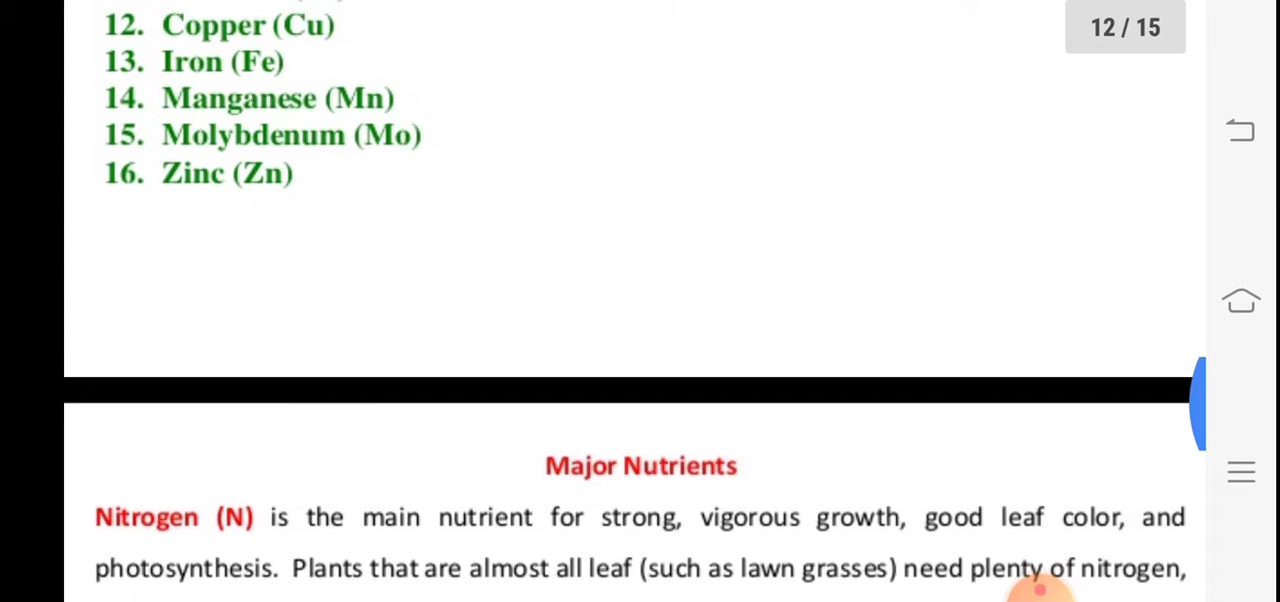 12. Copper (Cu)
12 / 15
13. Iron (Fe)
14. Manganese (Mn)
15. Molybdenum (Mo)
16. Zinc (Zn)
Major Nutrients
Nitrogen (N) is the main nutrient for strong, vigorous growth, good leaf color, and
photosynthesis. Plants that are almost all leaf (such as lawn grasses) need plenty of nitrogen,